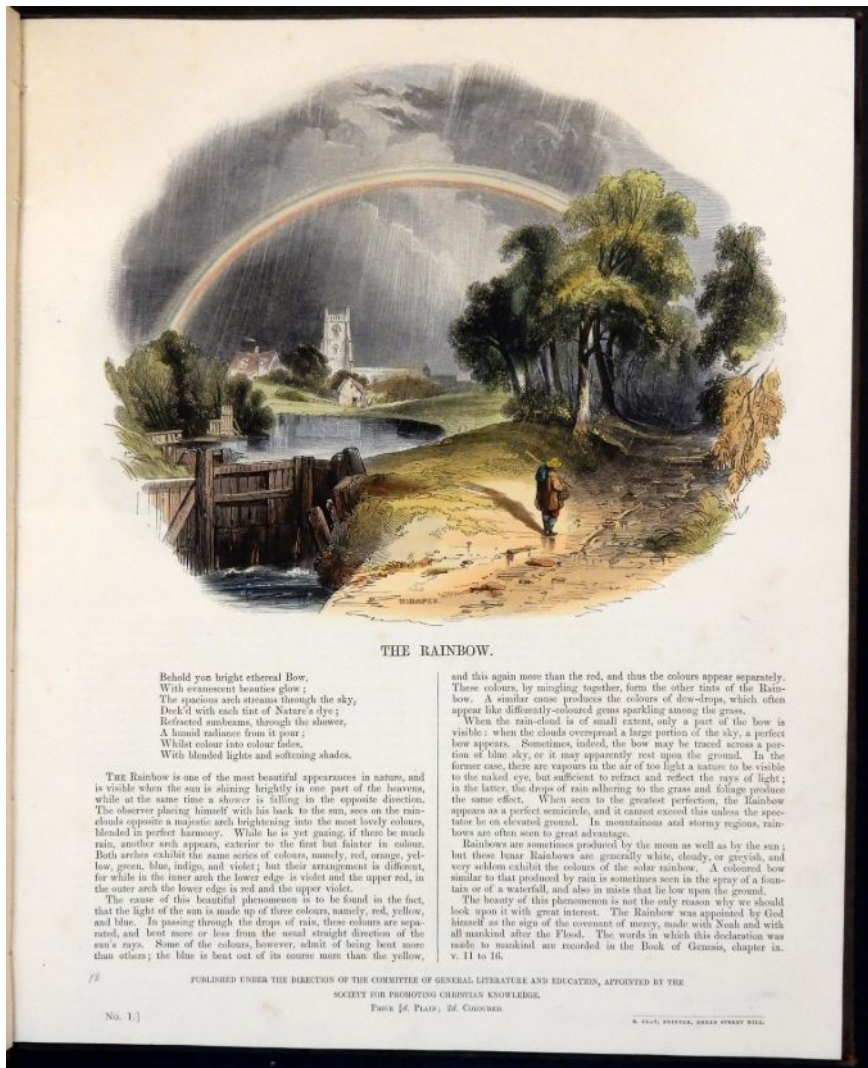 WHIMPER
THE RAINBOW.
Behold yon bright ethereal Bow,
With evanescent beauties glow ;
The spacious arch streams through the sky,
Deck'd with each tint of Nature's dye ;
Refracted sunbeams, through the shower,
A humid radiance from it pour ;
Whilst colour into colour fades,
With blended lights and softening shades.
THE Rainbow is one of the most beautiful appearances in nature, and
is visible when the sun is shining brightly in one part of the heavens,
while at the same time a shower is falling in the opposite direction.
The observer placing himself with his back to the sun, sees on the rain-
clouds opposite a majestic arch brightening into the most lovely colours,
blended in perfect harmony. While he is yet gazing, if there be much
rain, another arch appears, exterior to the first but fainter in colour.
Both arches exhibit the same series of colours, namely, red, orange, yel-
low, green, blue, indigo, and violet ; but their arrangement is different,
for while in the inner arch the lower edge is violet and the upper red, in
the outer arch the lower edge is red and the upper violet.
The cause of this beautiful phenomenon is to be found in the fact,
that the light of the sun is made up of three colours, namely, red, yellow,
and blue. In passing through the drops of rain, these colours are sepa-
rated, and bent more or less from the usual straight direction of the
sun's rays. Some of the colours, however, admit of being bent more
than others ; the blue is bent out of its course more than the yellow,
and this again more than the red, and thus the colours appear separately.
These colours, by mingling together, form the other tints of the Rain-
bow. A similar cause produces the colours of dew-drops, which often
appear like differently-coloured gems sparkling among the grass.
When the rain-cloud is of small extent, only a part of the bow is
visible : when the clouds overspread a large portion of the sky, a perfect
bow appears. Sometimes, indeed, the bow may be traced across a por-
tion of blue sky, or it may apparently rest upon the ground. In the
former case, there are vapours in the air of too light a nature to be visible
to the naked eye, but sufficient to refract and reflect the rays of light ;
in the latter, the drops of rain adhering to the grass and foliage produce
the same effect. When seen to the greatest perfection, the Rainbow
appears as a perfect semicircle, and it cannot exceed this unless the spec-
tator be on elevated ground. In mountainous and stormy regions, rain-
bows are often seen to great advantage.
Rainbows are sometimes produced by the moon as well as by the sun ;
but these lunar Rainbows are generally white, cloudy, or greyish, and
very seldom exhibit the colours of the solar rainbow. A coloured bow
similar to that produced by rain is sometimes seen in the spray of a foun-
tain or of a waterfall, and also in mists that lie low upon the ground.
The beauty of this phenomenon is not the only reason why we should
look upon it with great interest. The Rainbow was appointed by God
himself as the sign of the covenant of mercy, made with Noah and with
all mankind after the Flood. The words in which this declaration was
made to mankind are recorded in the Book of Genesis, chapter ix.
v. 11 to 16.
PUBLISHED UNDER THE DIRECTION OF THE COMMITTEE OF GENERAL LITERATURE AND EDUCATION, APPOINTED BY THE
SOCIETY FOR PROMOTING CHRISTIAN KNOWLEDGE.
PRICE d. PLAIN ; 2d. COLOURED.
No. 1.]
R. CLAY, PRINTER, BREAD STREET HILL.